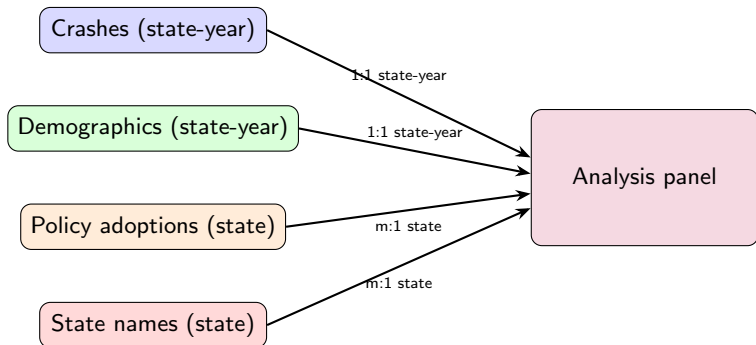 Crashes (state-year)
1:1 state-year
Demographics (state-year)
1:1 state-year
Analysis panel
Policy adoptions (state)
m:1 state
m:1 state
State names (state)